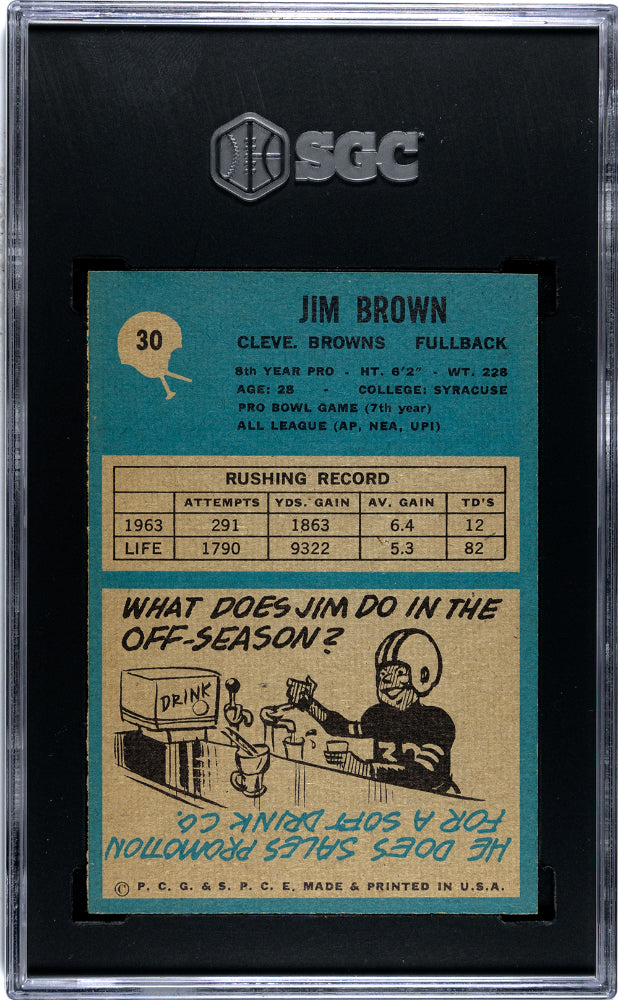 SGC
30
JIM BROWN
CLEVE. BROWNS FULLBACK
8th YEAR PRO - HT. 6'2" - WT. 228
AGE: 28 - COLLEGE: SYRACUSE
PRO BOWL GAME (7th year)
ALL LEAGUE (AP, NEA, UPI)
RUSHING RECORD
ATTEMPTS YDS. GAIN AV. GAIN TD'S
1963 291 1863 6.4 12
LIFE 1790 9322 5.3 82
WHAT DOES JIM DO IN THE
OFF-SEASON?
DRINK
32
HE DOES SALES PROMOTION
FOR A SOFT DRINK CO.
© P. C. G. & S. P. C. E. MADE & PRINTED IN U.S.A.